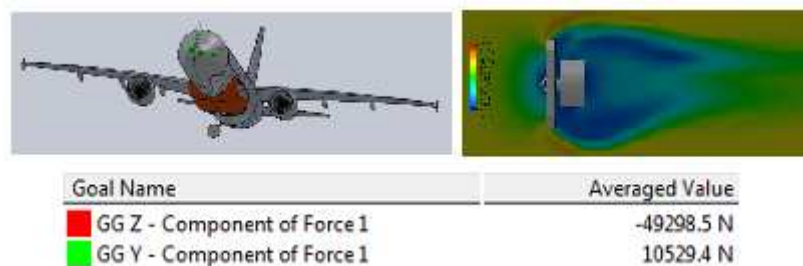 Goal Name Averaged Value
GG Z - Component of Force 1 -49298.5 N
GG Y - Component of Force 1 10529.4 N